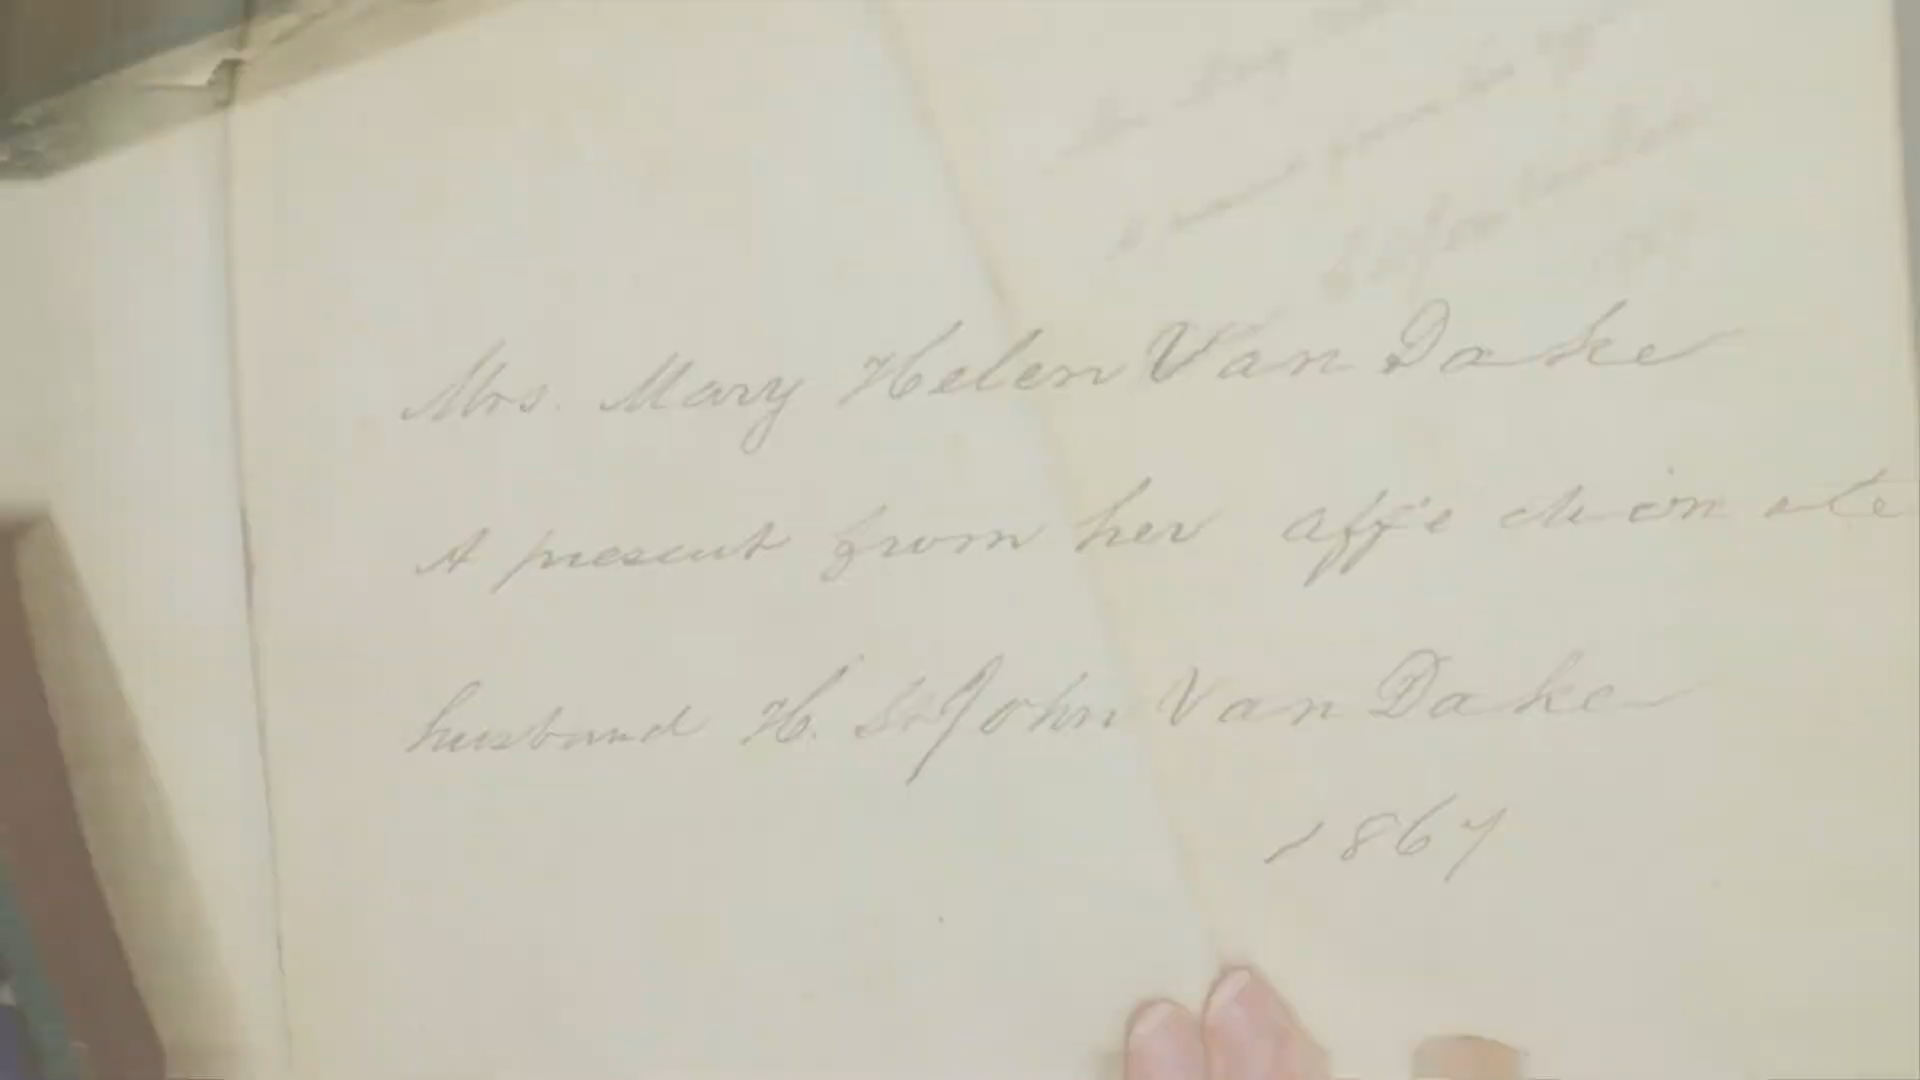 Mrs. Mary Helen Van Dake
A present from her affectionate
husband H. St John Van Dake
1867